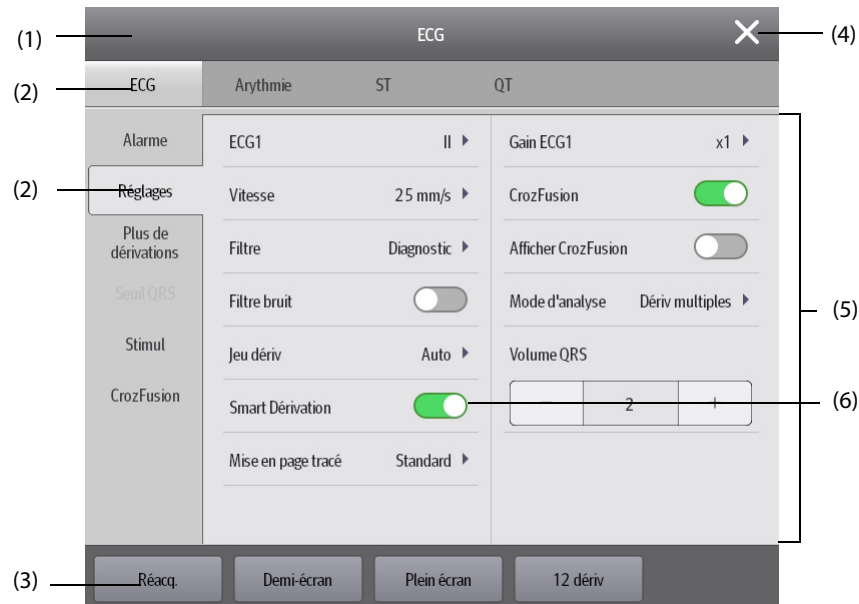 (1)
ECG
(4)
(2)
ECG
Arythmie
ST
QT
Alarme
(2)
Réglages
Plus de
dérivations
Seuil QRS
Stimul
CrozFusion
ECG1 II
Vitesse 25 mm/s
Filtre Diagnostic
Filtre bruit
Jeu dériv Auto
Smart Dérivation
Mise en page tracé Standard
Gain ECG1 x1
CrozFusion
Afficher CrozFusion
Mode d'analyse Dériv multiples
Volume QRS
– 2 +
(5)
(6)
(3)
Réacq.
Demi-écran
Plein écran
12 dériv